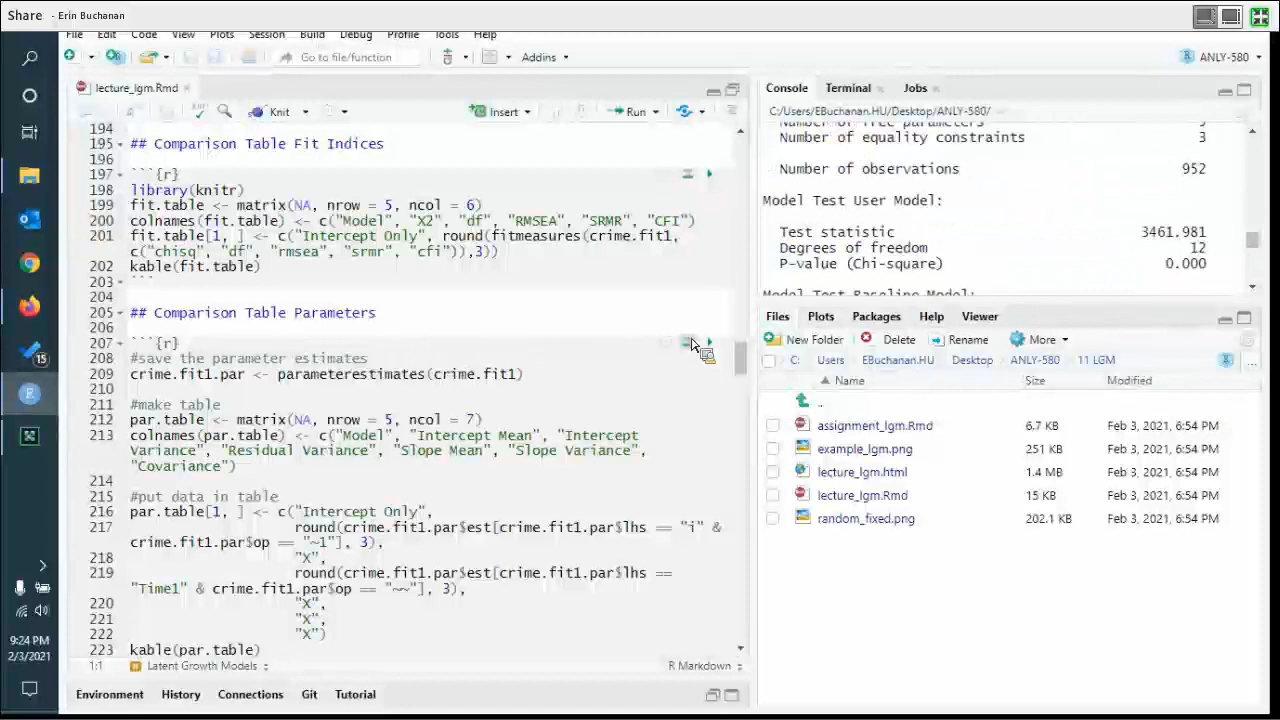 Share - Erin Buchanan
File Edit Code View Plots Session Build Debug Profile Tools Help
Go to file/function Addins ANLY-580
lecture_lgm.Rmd
Knit Insert Run
194
195 ## Comparison Table Fit Indices
196
197 ```{r}
198 library(knitr)
199 fit.table <- matrix(NA, nrow = 5, ncol = 6)
200 colnames(fit.table) <- c("Model", "X2", "df", "RMSEA", "SRMR", "CFI")
201 fit.table[1, ] <- c("Intercept Only", round(fitmeasures(crime.fit1,
c("chisq", "df", "rmsea", "srmr", "cfi")),3))
202 kable(fit.table)
203 ```
204
205 ## Comparison Table Parameters
206
207 ```{r}
208 #save the parameter estimates
209 crime.fit1.par <- parameterestimates(crime.fit1)
210
211 #make table
212 par.table <- matrix(NA, nrow = 5, ncol = 7)
213 colnames(par.table) <- c("Model", "Intercept Mean", "Intercept
Variance", "Residual Variance", "Slope Mean", "Slope Variance",
"Covariance")
214
215 #put data in table
216 par.table[1, ] <- c("Intercept Only",
217 round(crime.fit1.par$est[crime.fit1.par$lhs == "i" &
crime.fit1.par$op == "~1"], 3),
218 "X",
219 round(crime.fit1.par$est[crime.fit1.par$lhs ==
"Time1" & crime.fit1.par$op == "~~"], 3),
220 "X",
221 "X",
222 "X")
223 kable(par.table)
1:1 Latent Growth Models R Markdown
Environment History Connections Git Tutorial
Console Terminal Jobs
C:/Users/EBuchanan.HU/Desktop/ANLY-580/
Number of free parameters
Number of equality constraints 3
Number of observations 952
Model Test User Model:
Test statistic 3461.981
Degrees of freedom 12
P-value (Chi-square) 0.000
Model Test Baseline Model:
Files Plots Packages Help Viewer
New Folder Delete Rename More
C: Users EBuchanan.HU Desktop ANLY-580 11 LGM ...
Name Size Modified
..
assignment_lgm.Rmd 6.7 KB Feb 3, 2021, 6:54 PM
example_lgm.png 251 KB Feb 3, 2021, 6:54 PM
lecture_lgm.html 1.4 MB Feb 3, 2021, 6:54 PM
lecture_lgm.Rmd 15 KB Feb 3, 2021, 6:54 PM
random_fixed.png 202.1 KB Feb 3, 2021, 6:54 PM
15
9:24 PM
2/3/2021